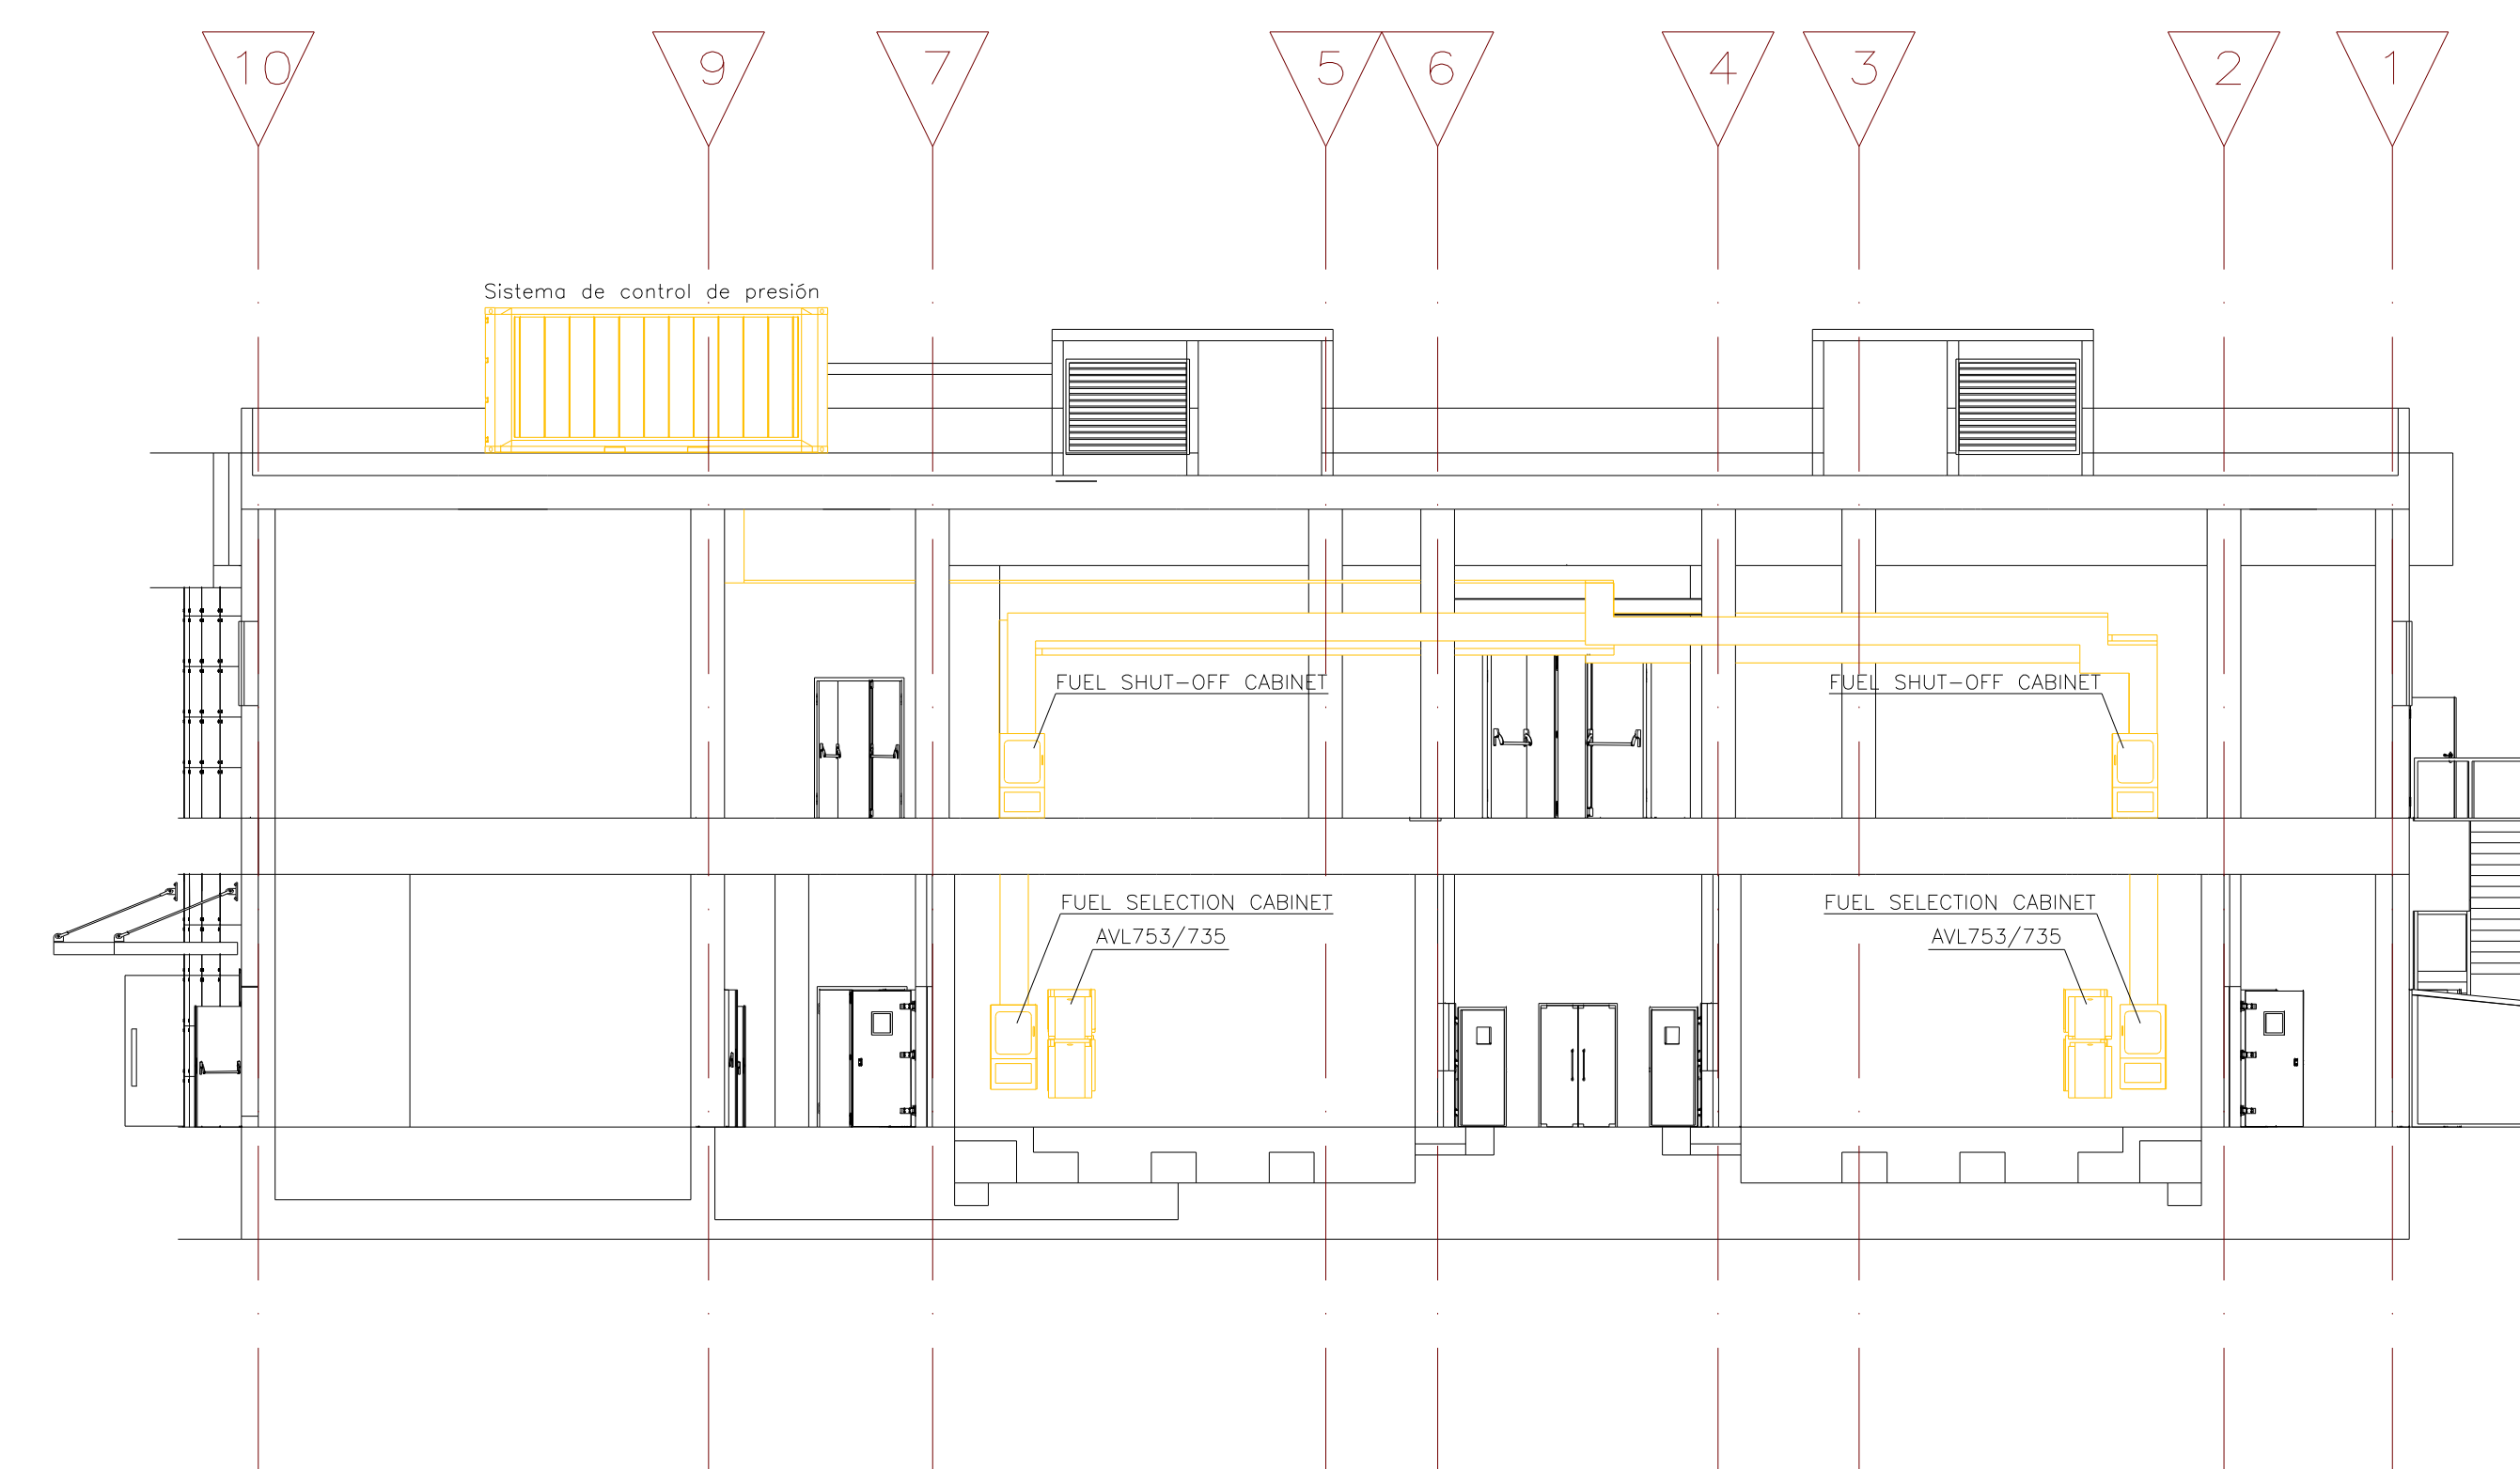 10 9 7 5 6 4 3 2 1
Sistema de control de presión
FUEL SHUT-OFF CABINET
FUEL SHUT-OFF CABINET
FUEL SELECTION CABINET
FUEL SELECTION CABINET
AVL753/735
AVL753/735